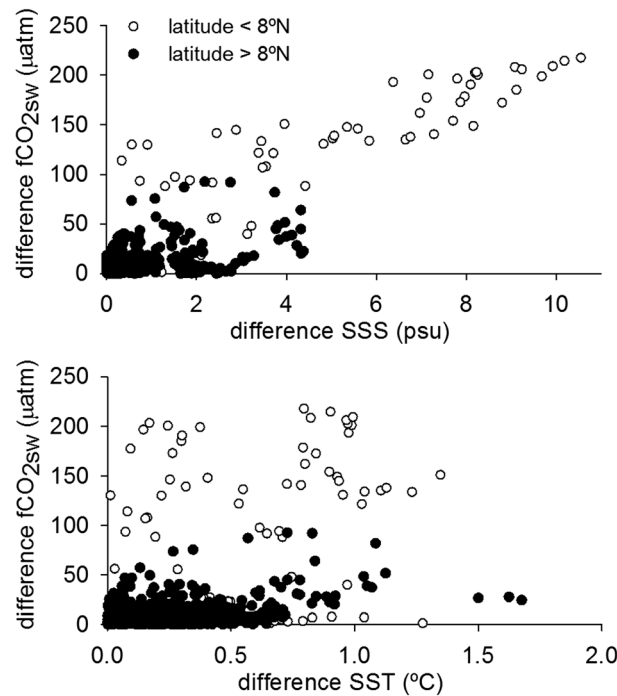 latitude < 8ºN
latitude > 8ºN
difference fCO2sw (µatm)
250
200
150
100
50
0
0 2 4 6 8 10
difference SSS (psu)
difference fCO2sw (µatm)
250
200
150
100
50
0
0.0 0.5 1.0 1.5 2.0
difference SST (ºC)